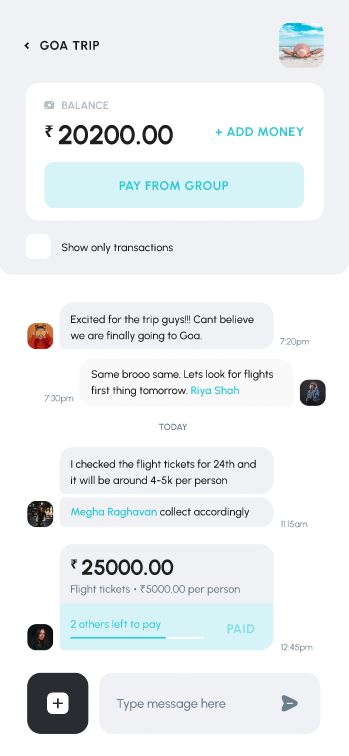 GOA TRIP
BALANCE
₹ 20200.00
+ ADD MONEY
PAY FROM GROUP
Show only transactions
Excited for the trip guys!!! Cant believe
we are finally going to Goa.
7:20pm
Same brooo same. Lets look for flights
first thing tomorrow. Riya Shah
7:30pm
TODAY
I checked the flight tickets for 24th and
it will be around 4-5k per person
Megha Raghavan collect accordingly
11:15am
₹ 25000.00
Flight tickets • ₹5000.00 per person
2 others left to pay
PAID
12:45pm
Type message here